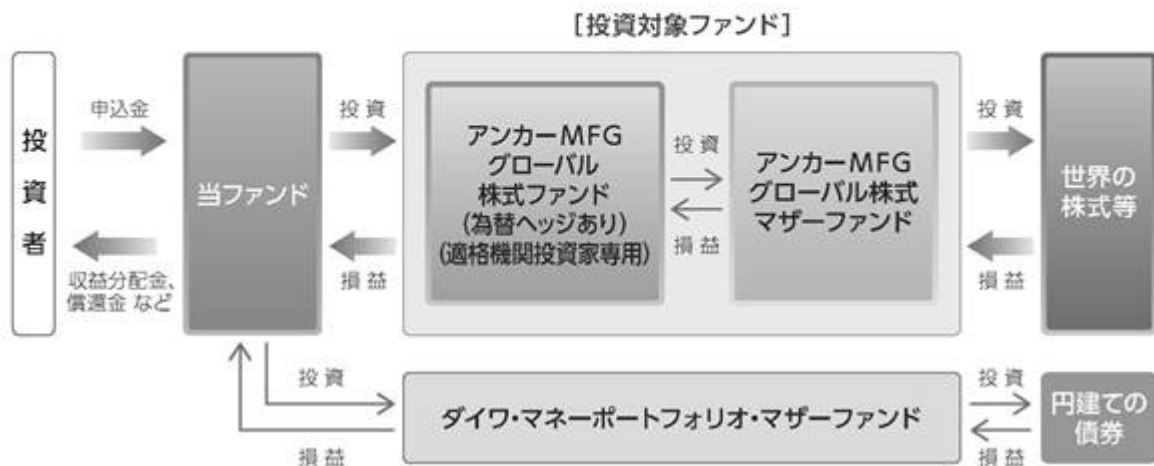 [投資対象ファンド]
投資者
申込金
収益分配金、
償還金 など
当ファンド
投資
損益
アンカーMFG
グローバル
株式ファンド
(為替ヘッジあり)
(適格機関投資家専用)
投資
損益
アンカーMFG
グローバル株式
マザーファンド
投資
損益
世界の
株式等
投資
損益
ダイワ・マネーポートフォリオ・マザーファンド
投資
損益
円建ての
債券